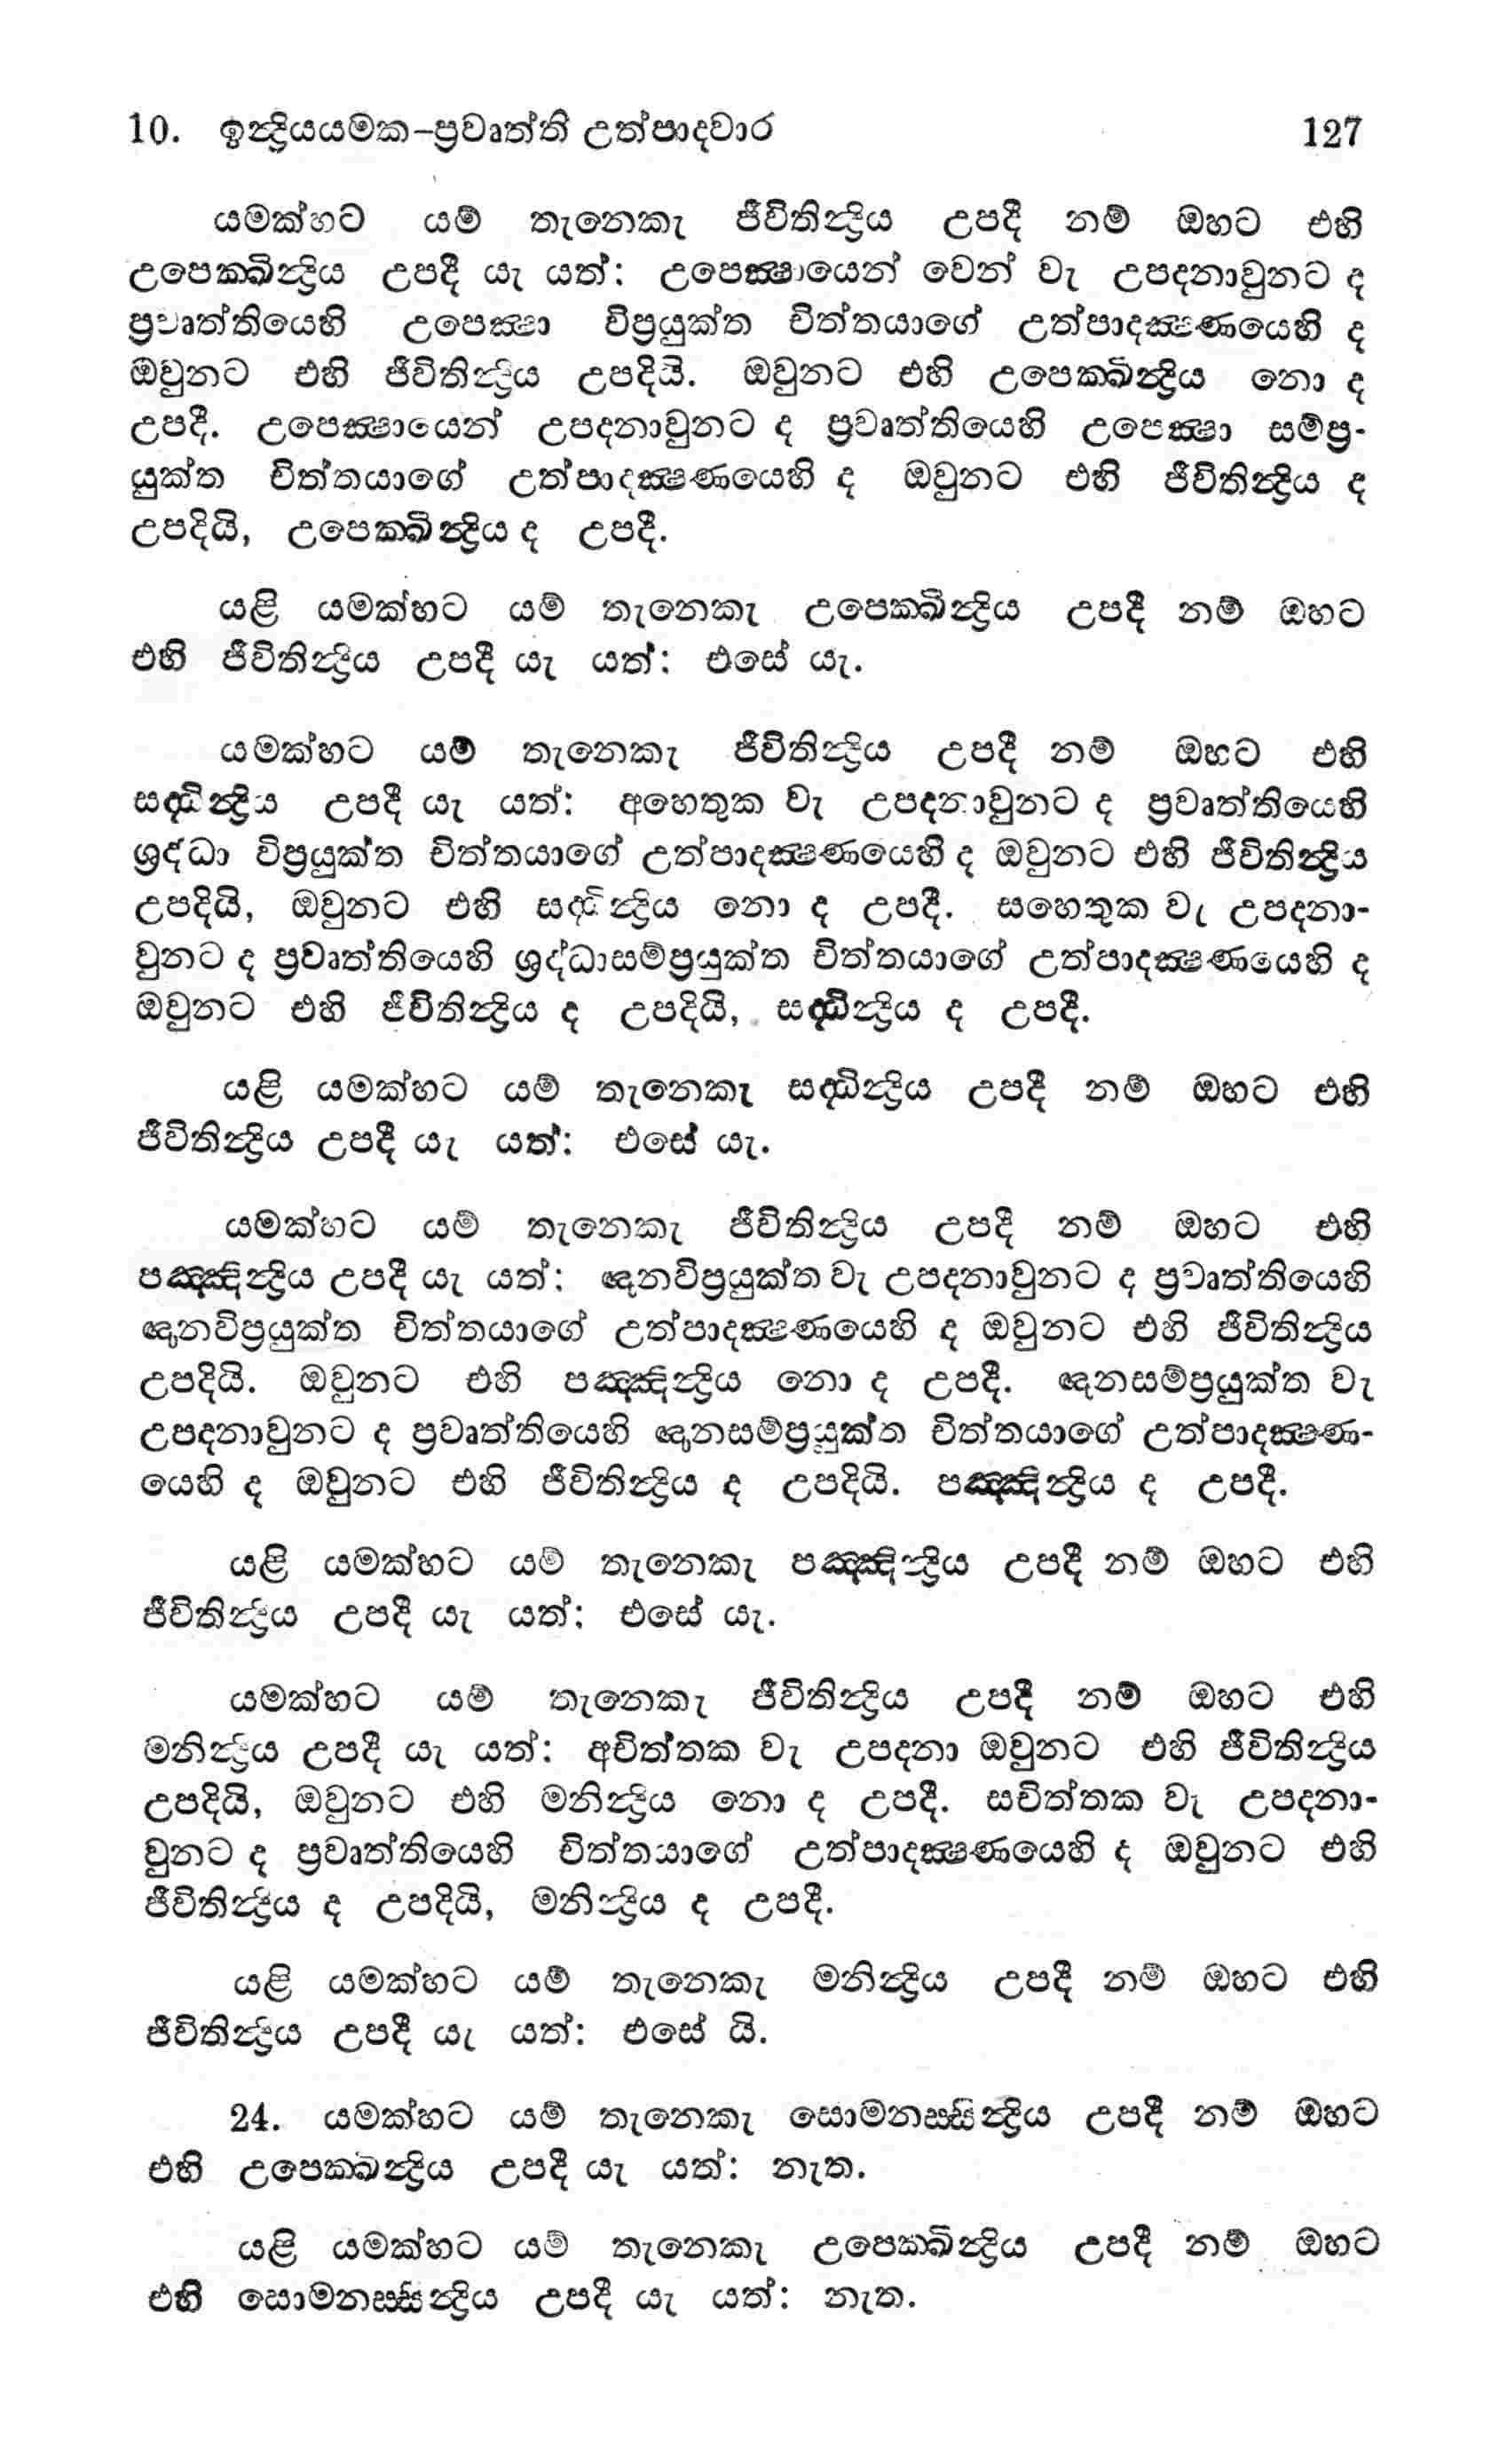 10. ඉන්ද්‍රියයමක-ප්‍රවෘත්ති උත්පාදවාර 127
යමක්හට යම් තැනෙකැ ජීවිතින්ද්‍රිය උපදී නම් ඔහට එහි
උපෙක්ඛින්ද්‍රිය උපදී යැ යත්: උපෙක්‍ෂායෙන් වෙන් වැ උපදනාවුනට ද
ප්‍රවෘත්තියෙහි උපෙක්‍ෂා විප්‍රයුක්ත චිත්තයාගේ උත්පාදක්‍ෂණයෙහි ද
ඔවුනට එහි ජීවිතින්ද්‍රිය උපදියි. ඔවුනට එහි උපෙක්ඛින්ද්‍රිය නො ද
උපදී. උපෙක්‍ෂායෙන් උපදනාවුනට ද ප්‍රවෘත්තියෙහි උපෙක්‍ෂා සම්ප්‍ර-
යුක්ත චිත්තයාගේ උත්පාදක්‍ෂණයෙහි ද ඔවුනට එහි ජීවිතින්ද්‍රිය ද
උපදියි, උපෙක්ඛින්ද්‍රිය ද උපදී.
යළි යමක්හට යම් තැනෙකැ උපෙක්ඛින්ද්‍රිය උපදී නම් ඔහට
එහි ජීවිතින්ද්‍රිය උපදී යැ යත්: එසේ යැ.
යමක්හට යම් තැනෙකැ ජීවිතින්ද්‍රිය උපදී නම් ඔහට එහි
සද්ධින්ද්‍රිය උපදී යැ යත්: අහෙතුක වැ උපදනාවුනට ද ප්‍රවෘත්තියෙහි
ශ්‍රද්ධා විප්‍රයුක්ත චිත්තයාගේ උත්පාදක්‍ෂණයෙහි ද ඔවුනට එහි ජීවිතින්ද්‍රිය
උපදියි, ඔවුනට එහි සද්ධින්ද්‍රිය නො ද උපදී. සහෙතුක වැ උපදනා-
වුනට ද ප්‍රවෘත්තියෙහි ශ්‍රද්ධාසම්ප්‍රයුක්ත චිත්තයාගේ උත්පාදක්‍ෂණයෙහි ද
ඔවුනට එහි ජීවිතින්ද්‍රිය ද උපදියි, සද්ධින්ද්‍රිය ද උපදී.
යළි යමක්හට යම් තැනෙකැ සද්ධින්ද්‍රිය උපදී නම් ඔහට එහි
ජීවිතින්ද්‍රිය උපදී යැ යත්: එසේ යැ.
යමක්හට යම් තැනෙකැ ජීවිතින්ද්‍රිය උපදී නම් ඔහට එහි
පඤ්ඤින්ද්‍රිය උපදී යැ යත්: ඥානවිප්‍රයුක්ත වැ උපදනාවුනට ද ප්‍රවෘත්තියෙහි
ඥානවිප්‍රයුක්ත චිත්තයාගේ උත්පාදක්‍ෂණයෙහි ද ඔවුනට එහි ජීවිතින්ද්‍රිය
උපදියි. ඔවුනට එහි පඤ්ඤින්ද්‍රිය නො ද උපදී. ඥානසම්ප්‍රයුක්ත වැ
උපදනාවුනට ද ප්‍රවෘත්තියෙහි ඥානසම්ප්‍රයුක්ත චිත්තයාගේ උත්පාදක්‍ෂණ-
යෙහි ද ඔවුනට එහි ජීවිතින්ද්‍රිය ද උපදියි. පඤ්ඤින්ද්‍රිය ද උපදී.
යළි යමක්හට යම් තැනෙකැ පඤ්ඤින්ද්‍රිය උපදී නම් ඔහට එහි
ජීවිතින්ද්‍රිය උපදී යැ යත්: එසේ යැ.
යමක්හට යම් තැනෙකැ ජීවිතින්ද්‍රිය උපදී නම් ඔහට එහි
මනින්ද්‍රිය උපදී යැ යත්: අචිත්තක වැ උපදනා ඔවුනට එහි ජීවිතින්ද්‍රිය
උපදියි, ඔවුනට එහි මනින්ද්‍රිය නො ද උපදී. සචිත්තක වැ උපදනා-
වුනට ද ප්‍රවෘත්තියෙහි චිත්තයාගේ උත්පාදක්‍ෂණයෙහි ද ඔවුනට එහි
ජීවිතින්ද්‍රිය ද උපදියි, මනින්ද්‍රිය ද උපදී.
යළි යමක්හට යම් තැනෙකැ මනින්ද්‍රිය උපදී නම් ඔහට එහි
ජීවිතින්ද්‍රිය උපදී යැ යත්: එසේ යි.
24. යමක්හට යම් තැනෙකැ සොමනස්සින්ද්‍රිය උපදී නම් ඔහට
එහි උපෙක්ඛින්ද්‍රිය උපදී යැ යත්: නැත.
යළි යමක්හට යම් තැනෙකැ උපෙක්ඛින්ද්‍රිය උපදී නම් ඔහට
එහි සොමනස්සින්ද්‍රිය උපදී යැ යත්: නැත.